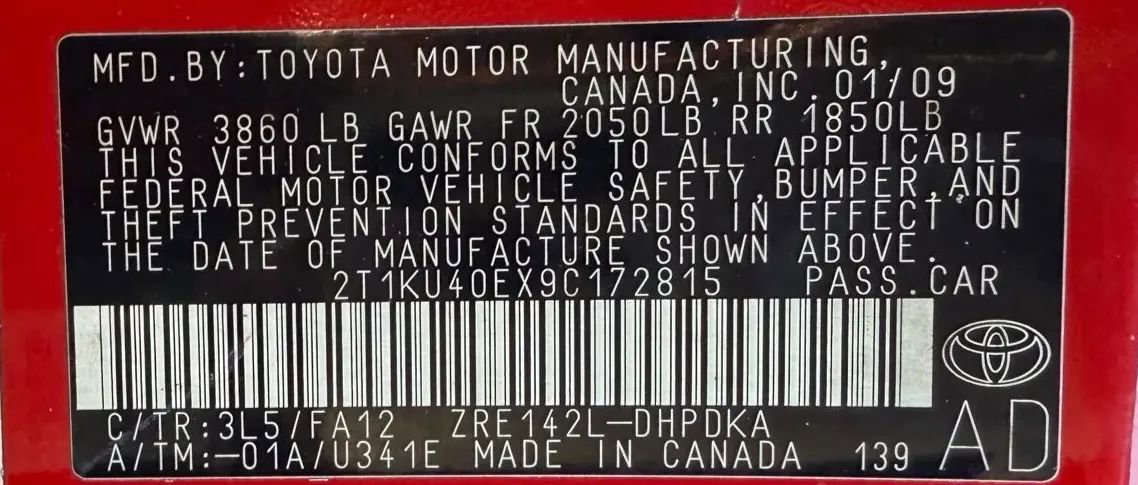 MFD.BY:TOYOTA MOTOR MANUFACTURING,
CANADA, INC. 01/09
GVWR 3860 LB GAWR FR 2050LB RR 1850LB
THIS VEHICLE CONFORMS TO ALL APPLICABLE
FEDERAL MOTOR VEHICLE SAFETY,BUMPER,AND
THEFT PREVENTION STANDARDS IN EFFECT ON
THE DATE OF MANUFACTURE SHOWN ABOVE.
2T1KU40EX9C172815 PASS.CAR
C/TR:3L5/FA12 ZRE142L-DHPDKA
A/TM:-01A/U341E MADE IN CANADA 139
AD